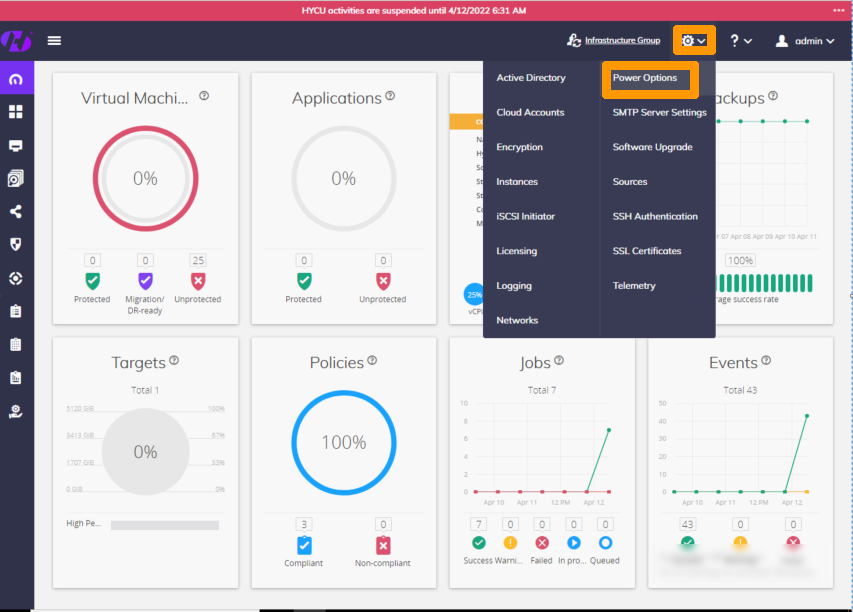 HYCU activities are suspended until 4/12/2022 6:31 AM
Infrastructure Group
?
admin
Active Directory
Power Options
Cloud Accounts
SMTP Server Settings
Encryption
Software Upgrade
Instances
Sources
iSCSI Initiator
SSH Authentication
Licensing
SSL Certificates
Logging
Telemetry
Networks
Virtual Machi... ?
0%
0 0 25
Protected Migration/ Unprotected
DR-ready
Applications ?
0%
0 0
Protected Unprotected
25%
vCPU
ackups ?
r 07 Apr 08 Apr 09 Apr 10 Apr 11
100%
rage success rate
Targets ?
Total 1
5120 GiB 100%
3413 GiB 67%
1707 GiB 33%
0 GiB 0%
0%
High Pe...
Policies ?
100%
3 0
Compliant Non-compliant
Jobs ?
Total 7
10
8
6
4
2
0
Apr 10 Apr 11 12 PM Apr 12
7 0 0 0 0
Success Warni... Failed In pro... Queued
Events ?
Total 43
50
40
30
20
10
0
Apr 10 Apr 11 12 PM Apr 12
43 0 0